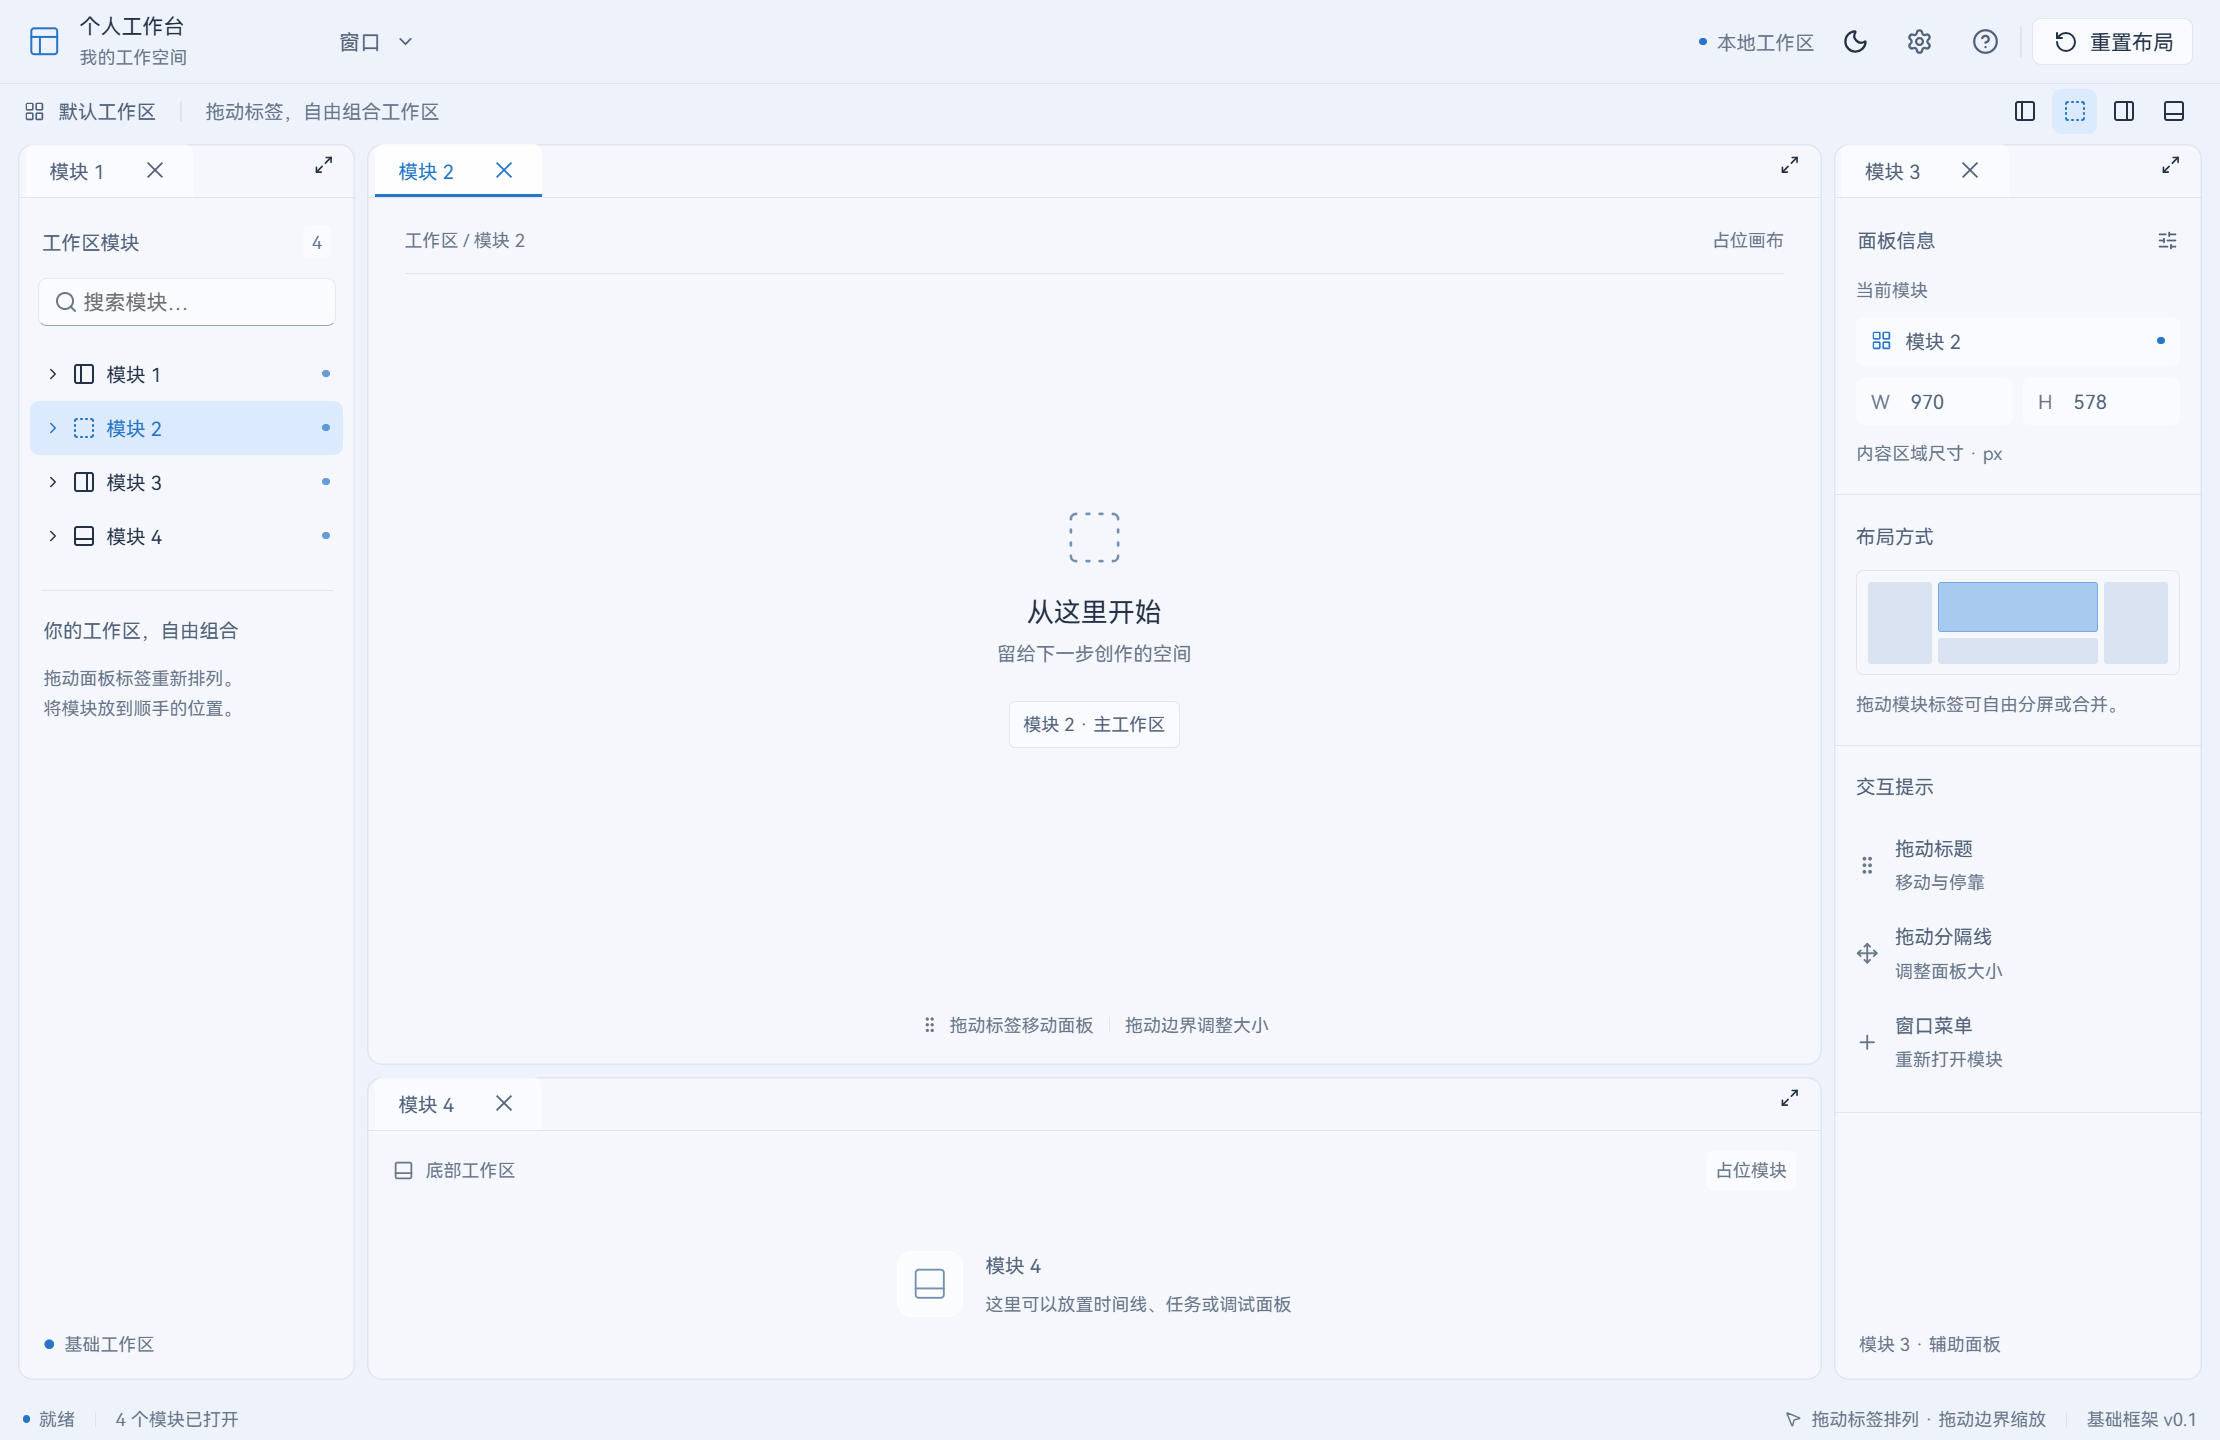 个人工作台
我的工作空间
窗口
本地工作区
重置布局
默认工作区
拖动标签，自由组合工作区
模块 1
工作区模块
4
搜索模块...
模块 1
模块 2
模块 3
模块 4
你的工作区，自由组合
拖动面板标签重新排列。
将模块放到顺手的位置。
基础工作区
模块 2
工作区 / 模块 2
占位画布
从这里开始
留给下一步创作的空间
模块 2 · 主工作区
拖动标签移动面板
拖动边界调整大小
模块 4
底部工作区
占位模块
模块 4
这里可以放置时间线、任务或调试面板
模块 3
面板信息
当前模块
模块 2
W 970
H 578
内容区域尺寸 · px
布局方式
拖动模块标签可自由分屏或合并。
交互提示
拖动标题
移动与停靠
拖动分隔线
调整面板大小
窗口菜单
重新打开模块
模块 3 · 辅助面板
就绪
4 个模块已打开
拖动标签排列 · 拖动边界缩放
基础框架 v0.1